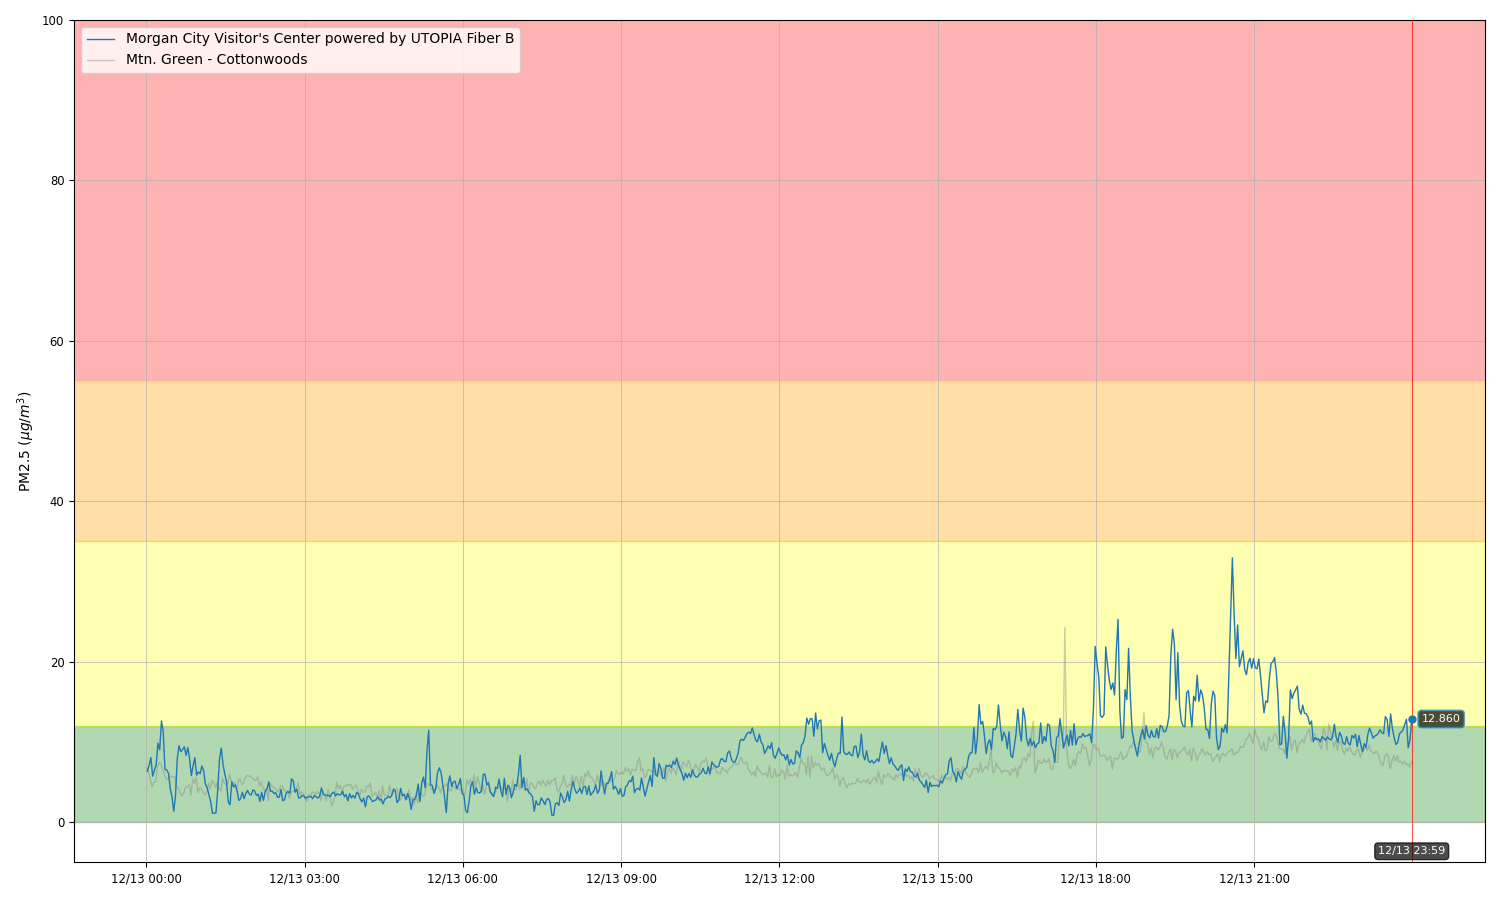 100
Morgan City Visitor's Center powered by UTOPIA Fiber B
Mtn. Green - Cottonwoods
80
60
PM2.5 (μg/m³)
40
20
12.860
0
12/13 23:59
12/13 00:00 12/13 03:00 12/13 06:00 12/13 09:00 12/13 12:00 12/13 15:00 12/13 18:00 12/13 21:00